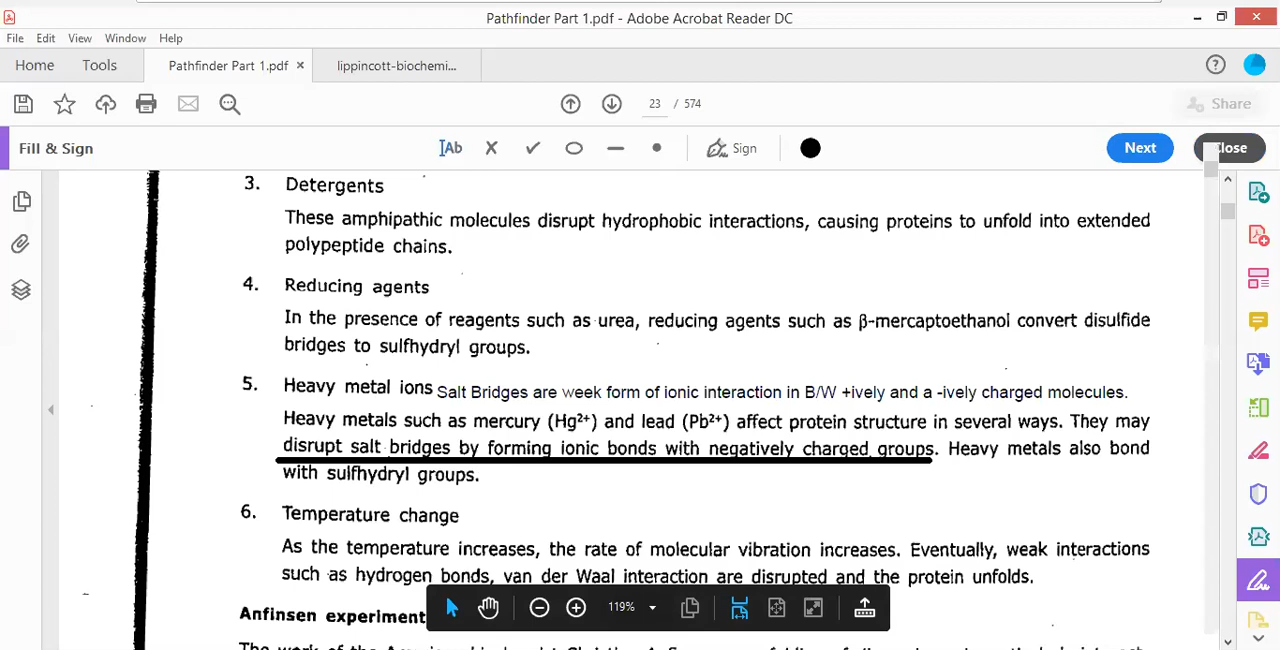 Pathfinder Part 1.pdf - Adobe Acrobat Reader DC
File Edit View Window Help
Home Tools Pathfinder Part 1.pdf × lippincott-biochemi...
23 / 574
Share
Fill & Sign
IAb
Sign
Next
Close
3. Detergents
These amphipathic molecules disrupt hydrophobic interactions, causing proteins to unfold into extended
polypeptide chains.
4. Reducing agents
In the presence of reagents such as urea, reducing agents such as β-mercaptoethanol convert disulfide
bridges to sulfhydryl groups.
5. Heavy metal ions Salt Bridges are week form of ionic interaction in B/W +ively and a -ively charged molecules.
Heavy metals such as mercury (Hg²⁺) and lead (Pb²⁺) affect protein structure in several ways. They may
disrupt salt bridges by forming ionic bonds with negatively charged groups. Heavy metals also bond
with sulfhydryl groups.
6. Temperature change
As the temperature increases, the rate of molecular vibration increases. Eventually, weak interactions
such as hydrogen bonds, van der Waal interaction are disrupted and the protein unfolds.
Anfinsen experiment
119%